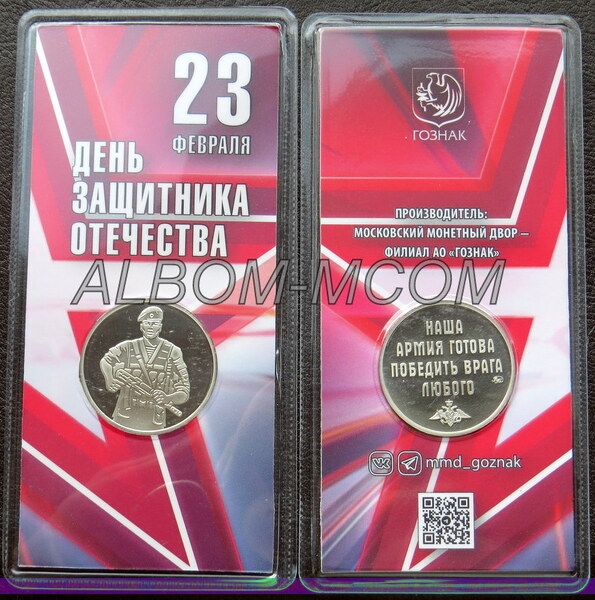 23
ФЕВРАЛЯ
ДЕНЬ
ЗАЩИТНИКА
ОТЕЧЕСТВА
ГОЗНАК
ПРОИЗВОДИТЕЛЬ:
МОСКОВСКИЙ МОНЕТНЫЙ ДВОР –
ФИЛИАЛ АО «ГОЗНАК»
ALBOM-MCOM
НАША
АРМИЯ ГОТОВА
ПОБЕДИТЬ ВРАГА
ЛЮБОГО
mmd_goznak